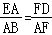 EA/AB = FD/AF